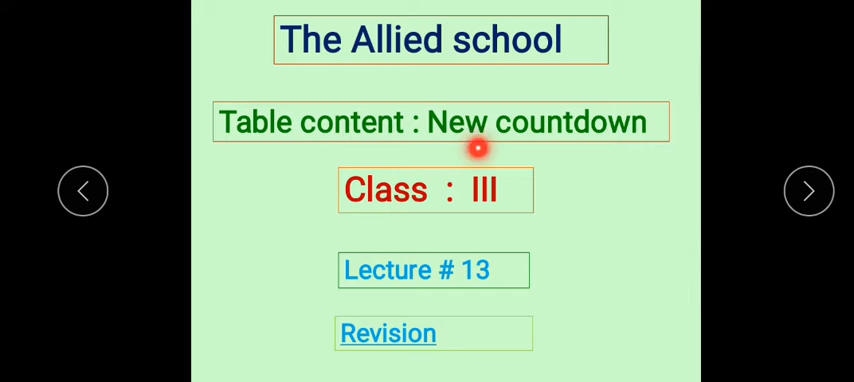 The Allied school
Table content : New countdown
Class : III
Lecture # 13
Revision